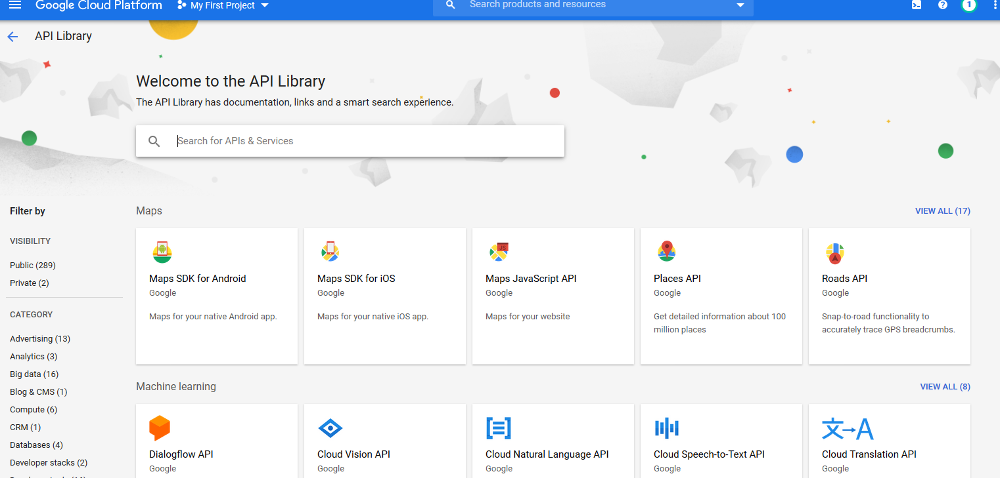 Google Cloud Platform
My First Project
Search products and resources
1
API Library
Welcome to the API Library
The API Library has documentation, links and a smart search experience.
Search for APIs & Services
Filter by
VISIBILITY
Public (289)
Private (2)
CATEGORY
Advertising (13)
Analytics (3)
Big data (16)
Blog & CMS (1)
Compute (6)
CRM (1)
Databases (4)
Developer stacks (2)
Maps
VIEW ALL (17)
Maps SDK for Android
Google
Maps for your native Android app.
Maps SDK for iOS
Google
Maps for your native iOS app.
JS
Maps JavaScript API
Google
Maps for your website
Places API
Google
Get detailed information about 100
million places
Roads API
Google
Snap-to-road functionality to
accurately trace GPS breadcrumbs.
Machine learning
VIEW ALL (8)
Dialogflow API
Google
Cloud Vision API
Google
Cloud Natural Language API
Google
Cloud Speech-to-Text API
Google
文→A
Cloud Translation API
Google